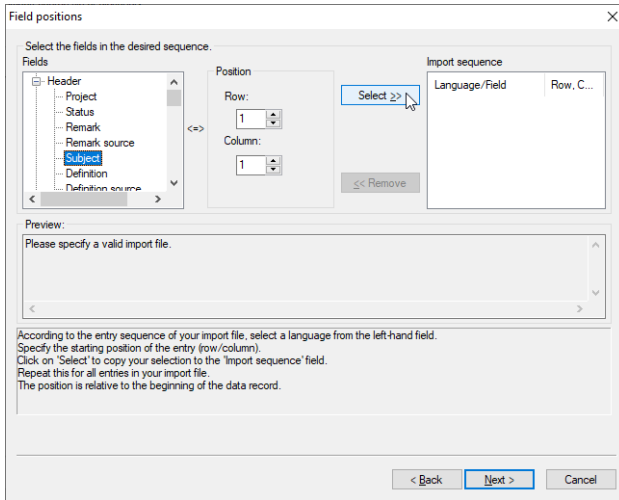 Field positions
Select the fields in the desired sequence.
Fields
Header
Project
Status
Remark
Remark source
Subject
Definition
Definition source
<=>
Position
Row:
1
Column:
1
Select >>
<< Remove
Import sequence
Language/Field Row, C...
Preview:
Please specify a valid import file.
According to the entry sequence of your import file, select a language from the left-hand field.
Specify the starting position of the entry (row/column).
Click on 'Select' to copy your selection to the 'Import sequence' field.
Repeat this for all entries in your import file.
The position is relative to the beginning of the data record.
< Back Next > Cancel